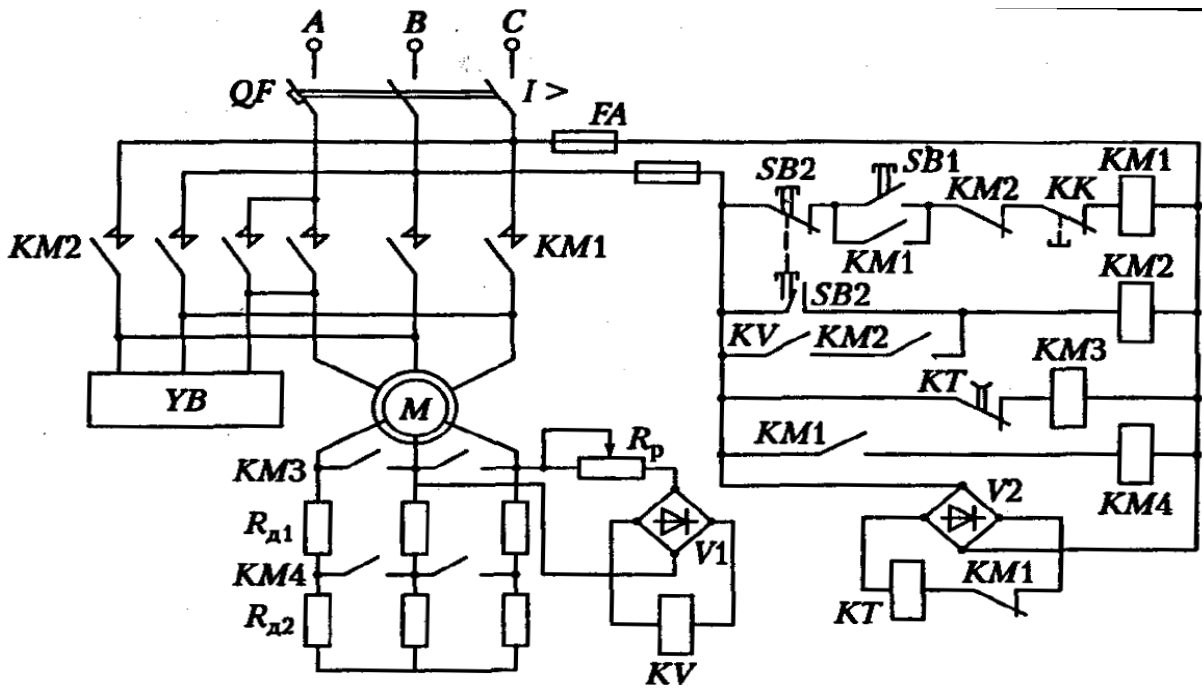 A B C
QF I >
FA
SB2 SB1 KM2 KK KM1
KM2 KM1 KM1 KM2
SB2
KV KM2 KM3
YB M KT
KM3 Rр KM1
Rд1 V1 V2 KM4
KM4 KM1
Rд2 KT
KV